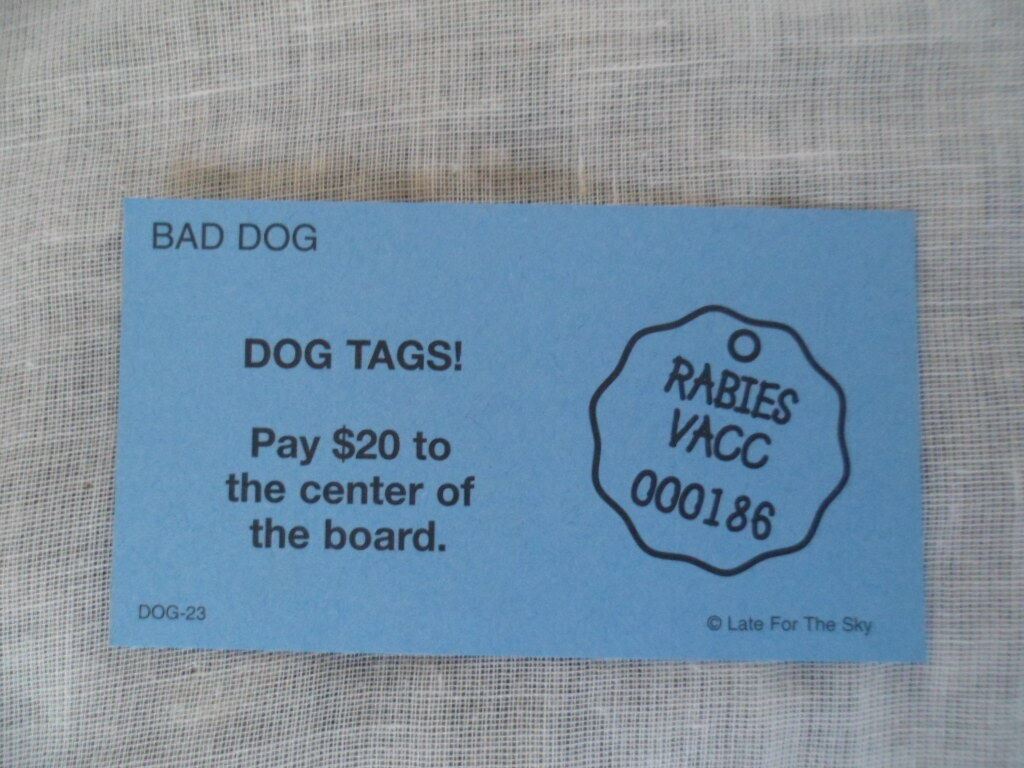 BAD DOG
DOG TAGS!
Pay $20 to
the center of
the board.
RABIES
VACC
000186
DOG-23
© Late For The Sky